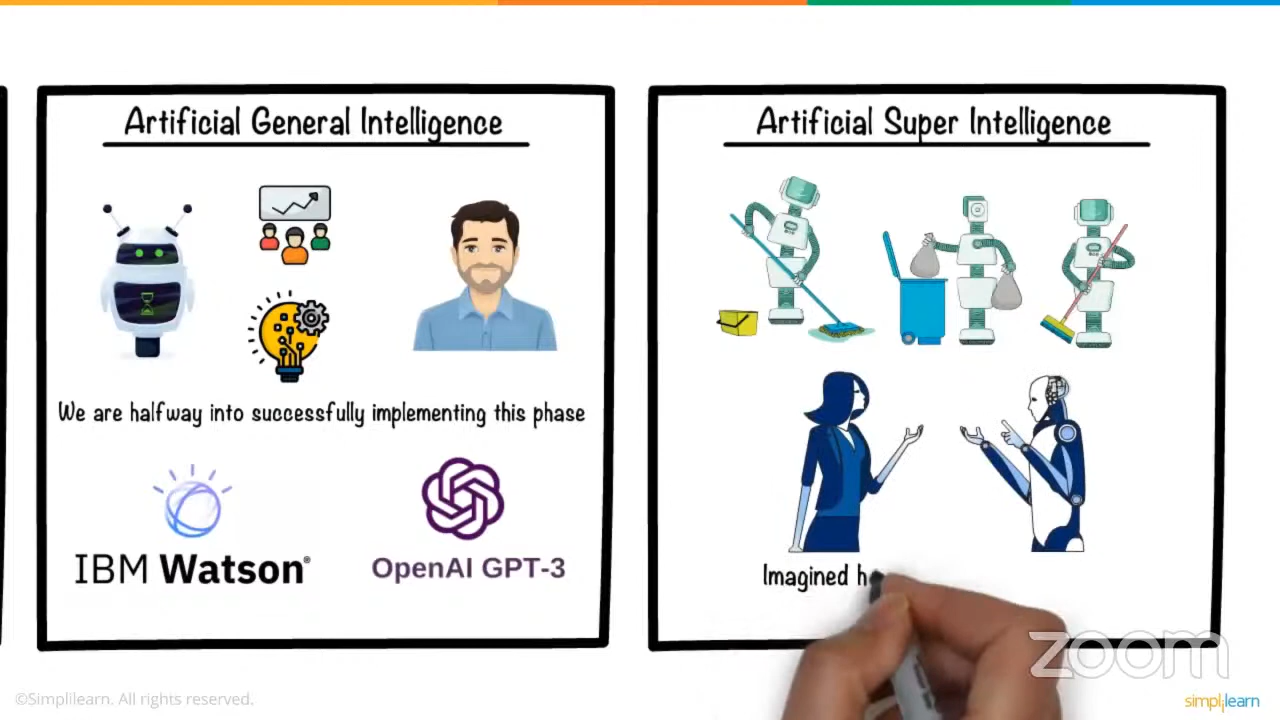 Artificial General Intelligence
We are halfway into successfully implementing this phase
IBM Watson®
OpenAI GPT-3
Artificial Super Intelligence
Imagined h
zoom
©Simplilearn. All rights reserved.
simplilearn